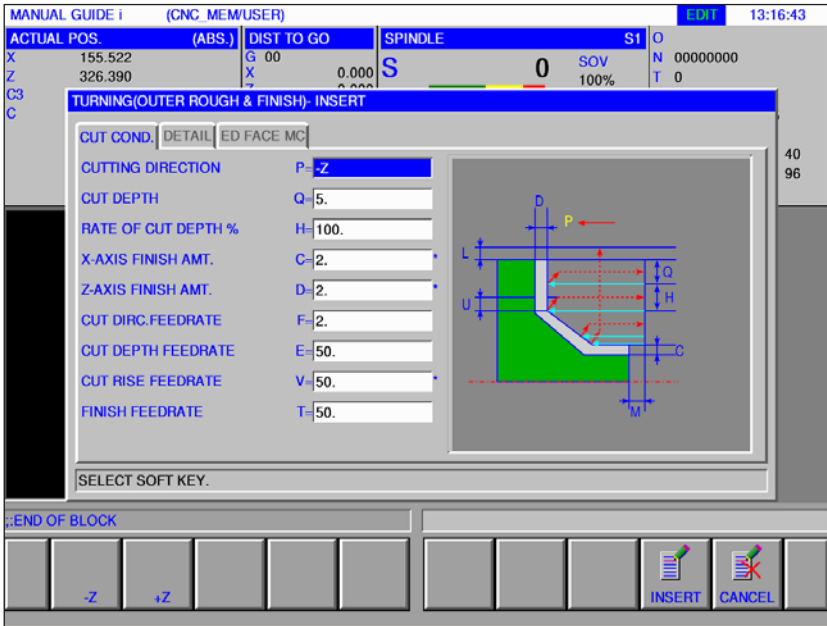 MANUAL GUIDE i (CNC_MEM/USER) EDIT 13:16:43
ACTUAL POS. (ABS.) DIST TO GO SPINDLE S1 O
X 155.522 G 00 S 0 SOV N 00000000
Z 326.390 X 0.000 100% T 0
C3
C
TURNING(OUTER ROUGH & FINISH)- INSERT
CUT COND. DETAIL ED FACE MC
CUTTING DIRECTION P= -Z
CUT DEPTH Q= 5.
RATE OF CUT DEPTH % H= 100.
X-AXIS FINISH AMT. C= 2. *
Z-AXIS FINISH AMT. D= 2. *
CUT DIRC.FEEDRATE F= 2.
CUT DEPTH FEEDRATE E= 50.
CUT RISE FEEDRATE V= 50. *
FINISH FEEDRATE T= 50.
D
P
L
Q
U
H
C
M
40
96
SELECT SOFT KEY.
;:END OF BLOCK
-Z +Z INSERT CANCEL